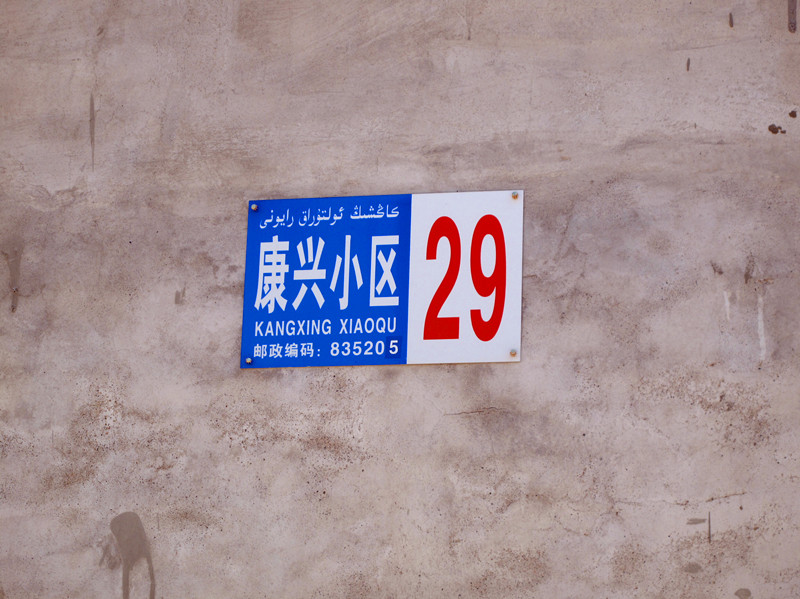 كاڭشىڭ ئولتۇراق رايونى
康兴小区
KANGXING XIAOQU
邮政编码：835205
29